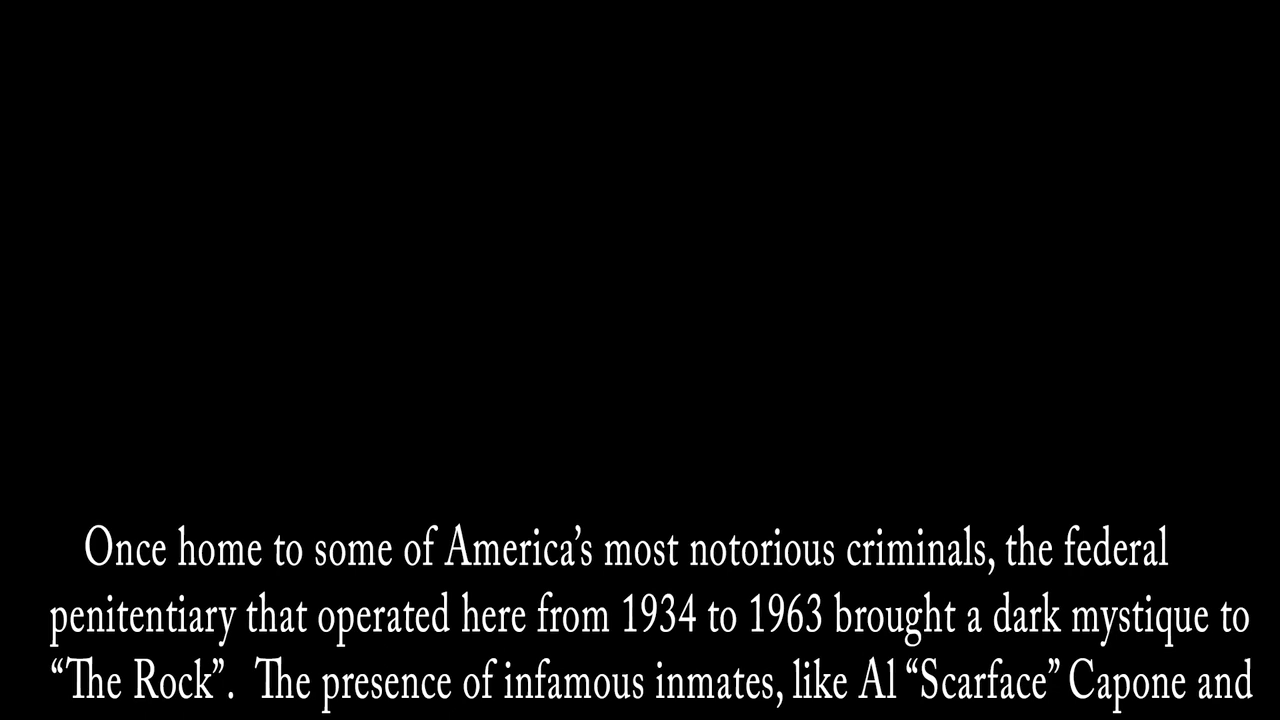 Once home to some of America’s most notorious criminals, the federal
penitentiary that operated here from 1934 to 1963 brought a dark mystique to
“The Rock”.  The presence of infamous inmates, like Al “Scarface” Capone and